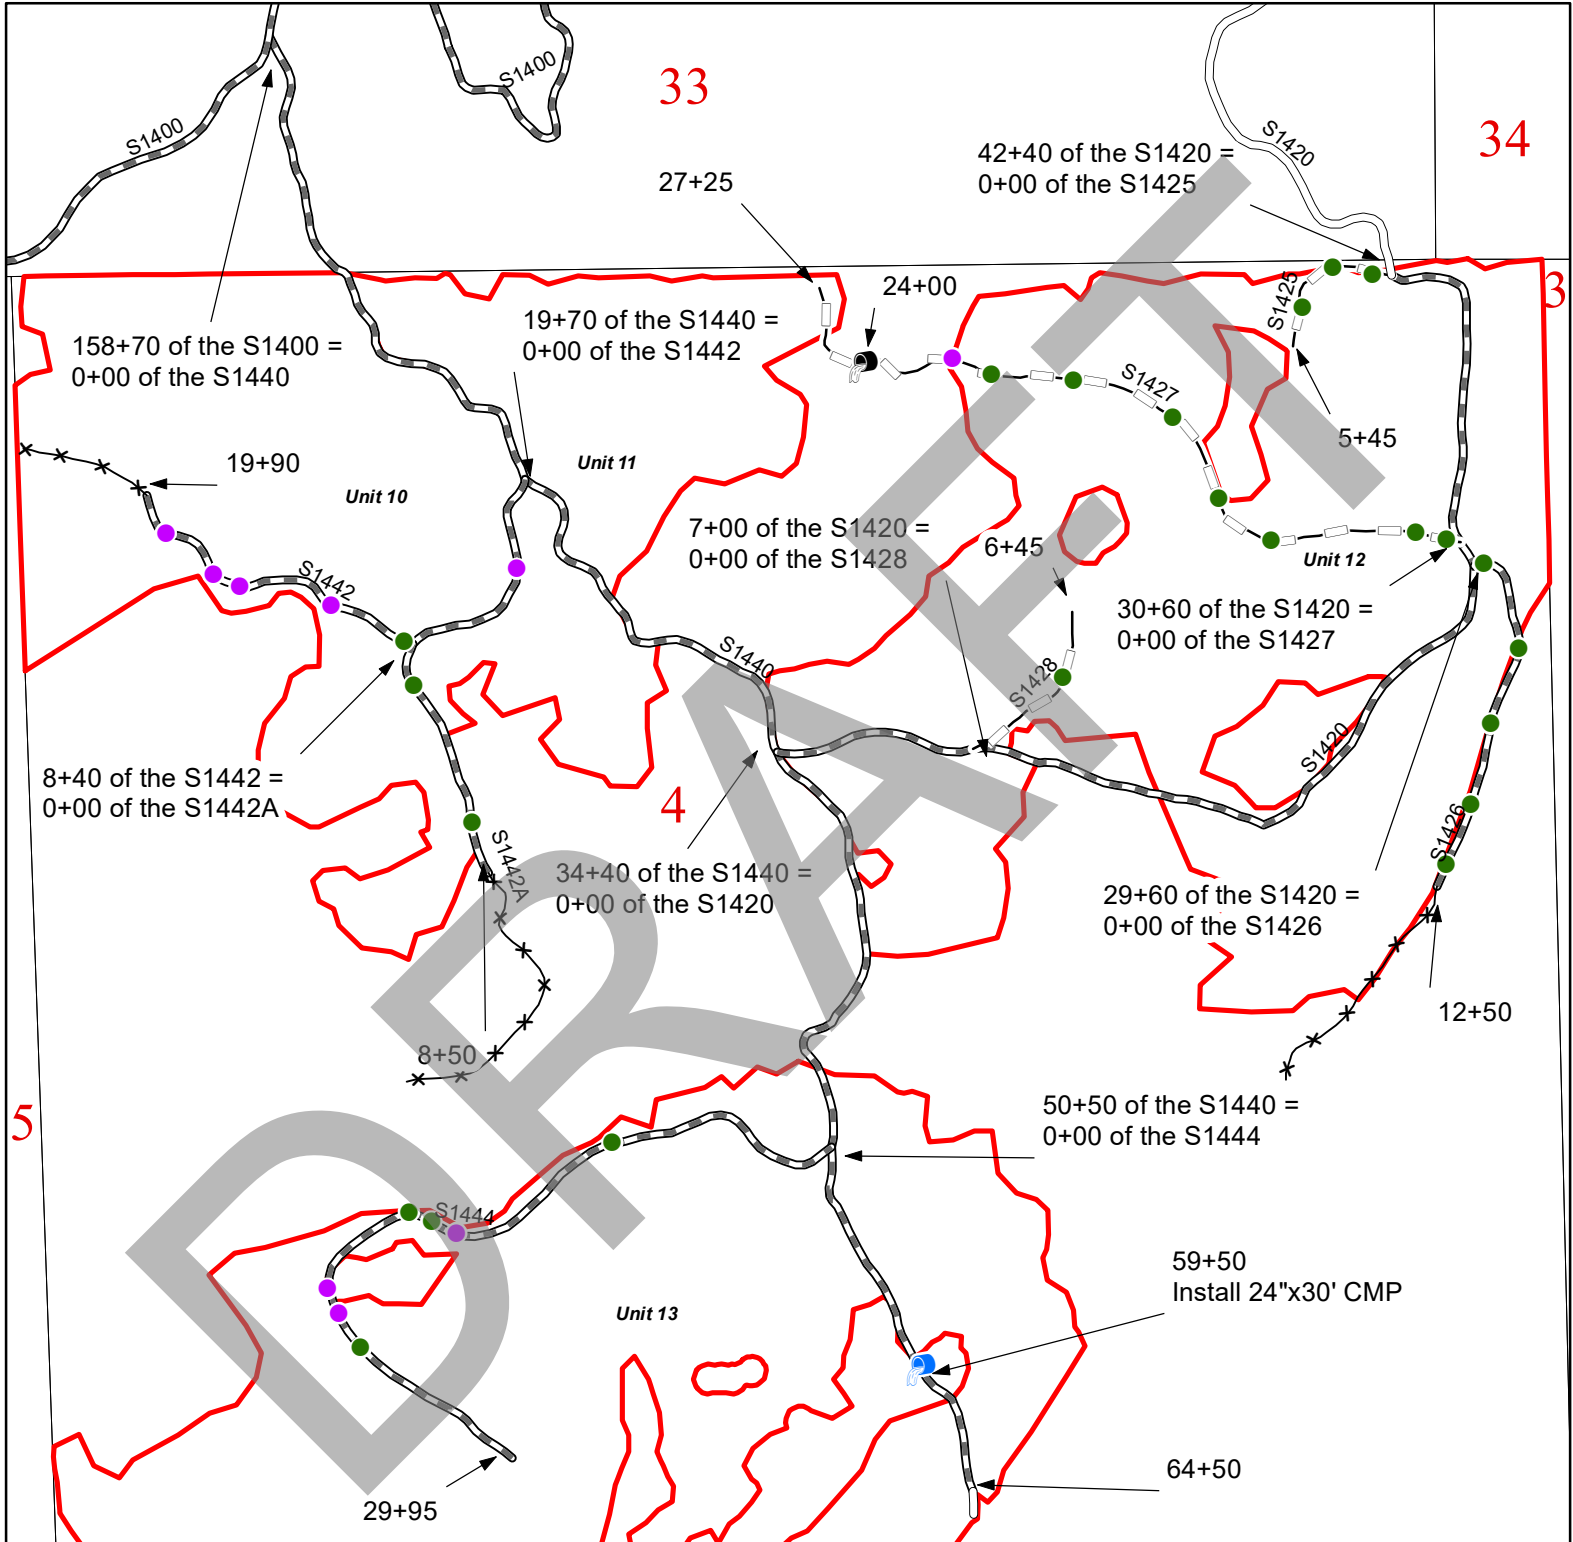 S1400
S1400
33
34
S1420
42+40 of the S1420 =
0+00 of the S1425
27+25
24+00
S1425
3
158+70 of the S1400 =
0+00 of the S1440
19+70 of the S1440 =
0+00 of the S1442
S1427
5+45
19+90
Unit 10
Unit 11
7+00 of the S1420 =
0+00 of the S1428
6+45
Unit 12
S1442
30+60 of the S1420 =
0+00 of the S1427
S1440
S1428
S1420
8+40 of the S1442 =
0+00 of the S1442A
4
S1442A
34+40 of the S1440 =
0+00 of the S1420
S1426
29+60 of the S1420 =
0+00 of the S1426
12+50
8+50
5
50+50 of the S1440 =
0+00 of the S1444
S1444
59+50
Install 24"x30' CMP
Unit 13
64+50
29+95
DRAFT